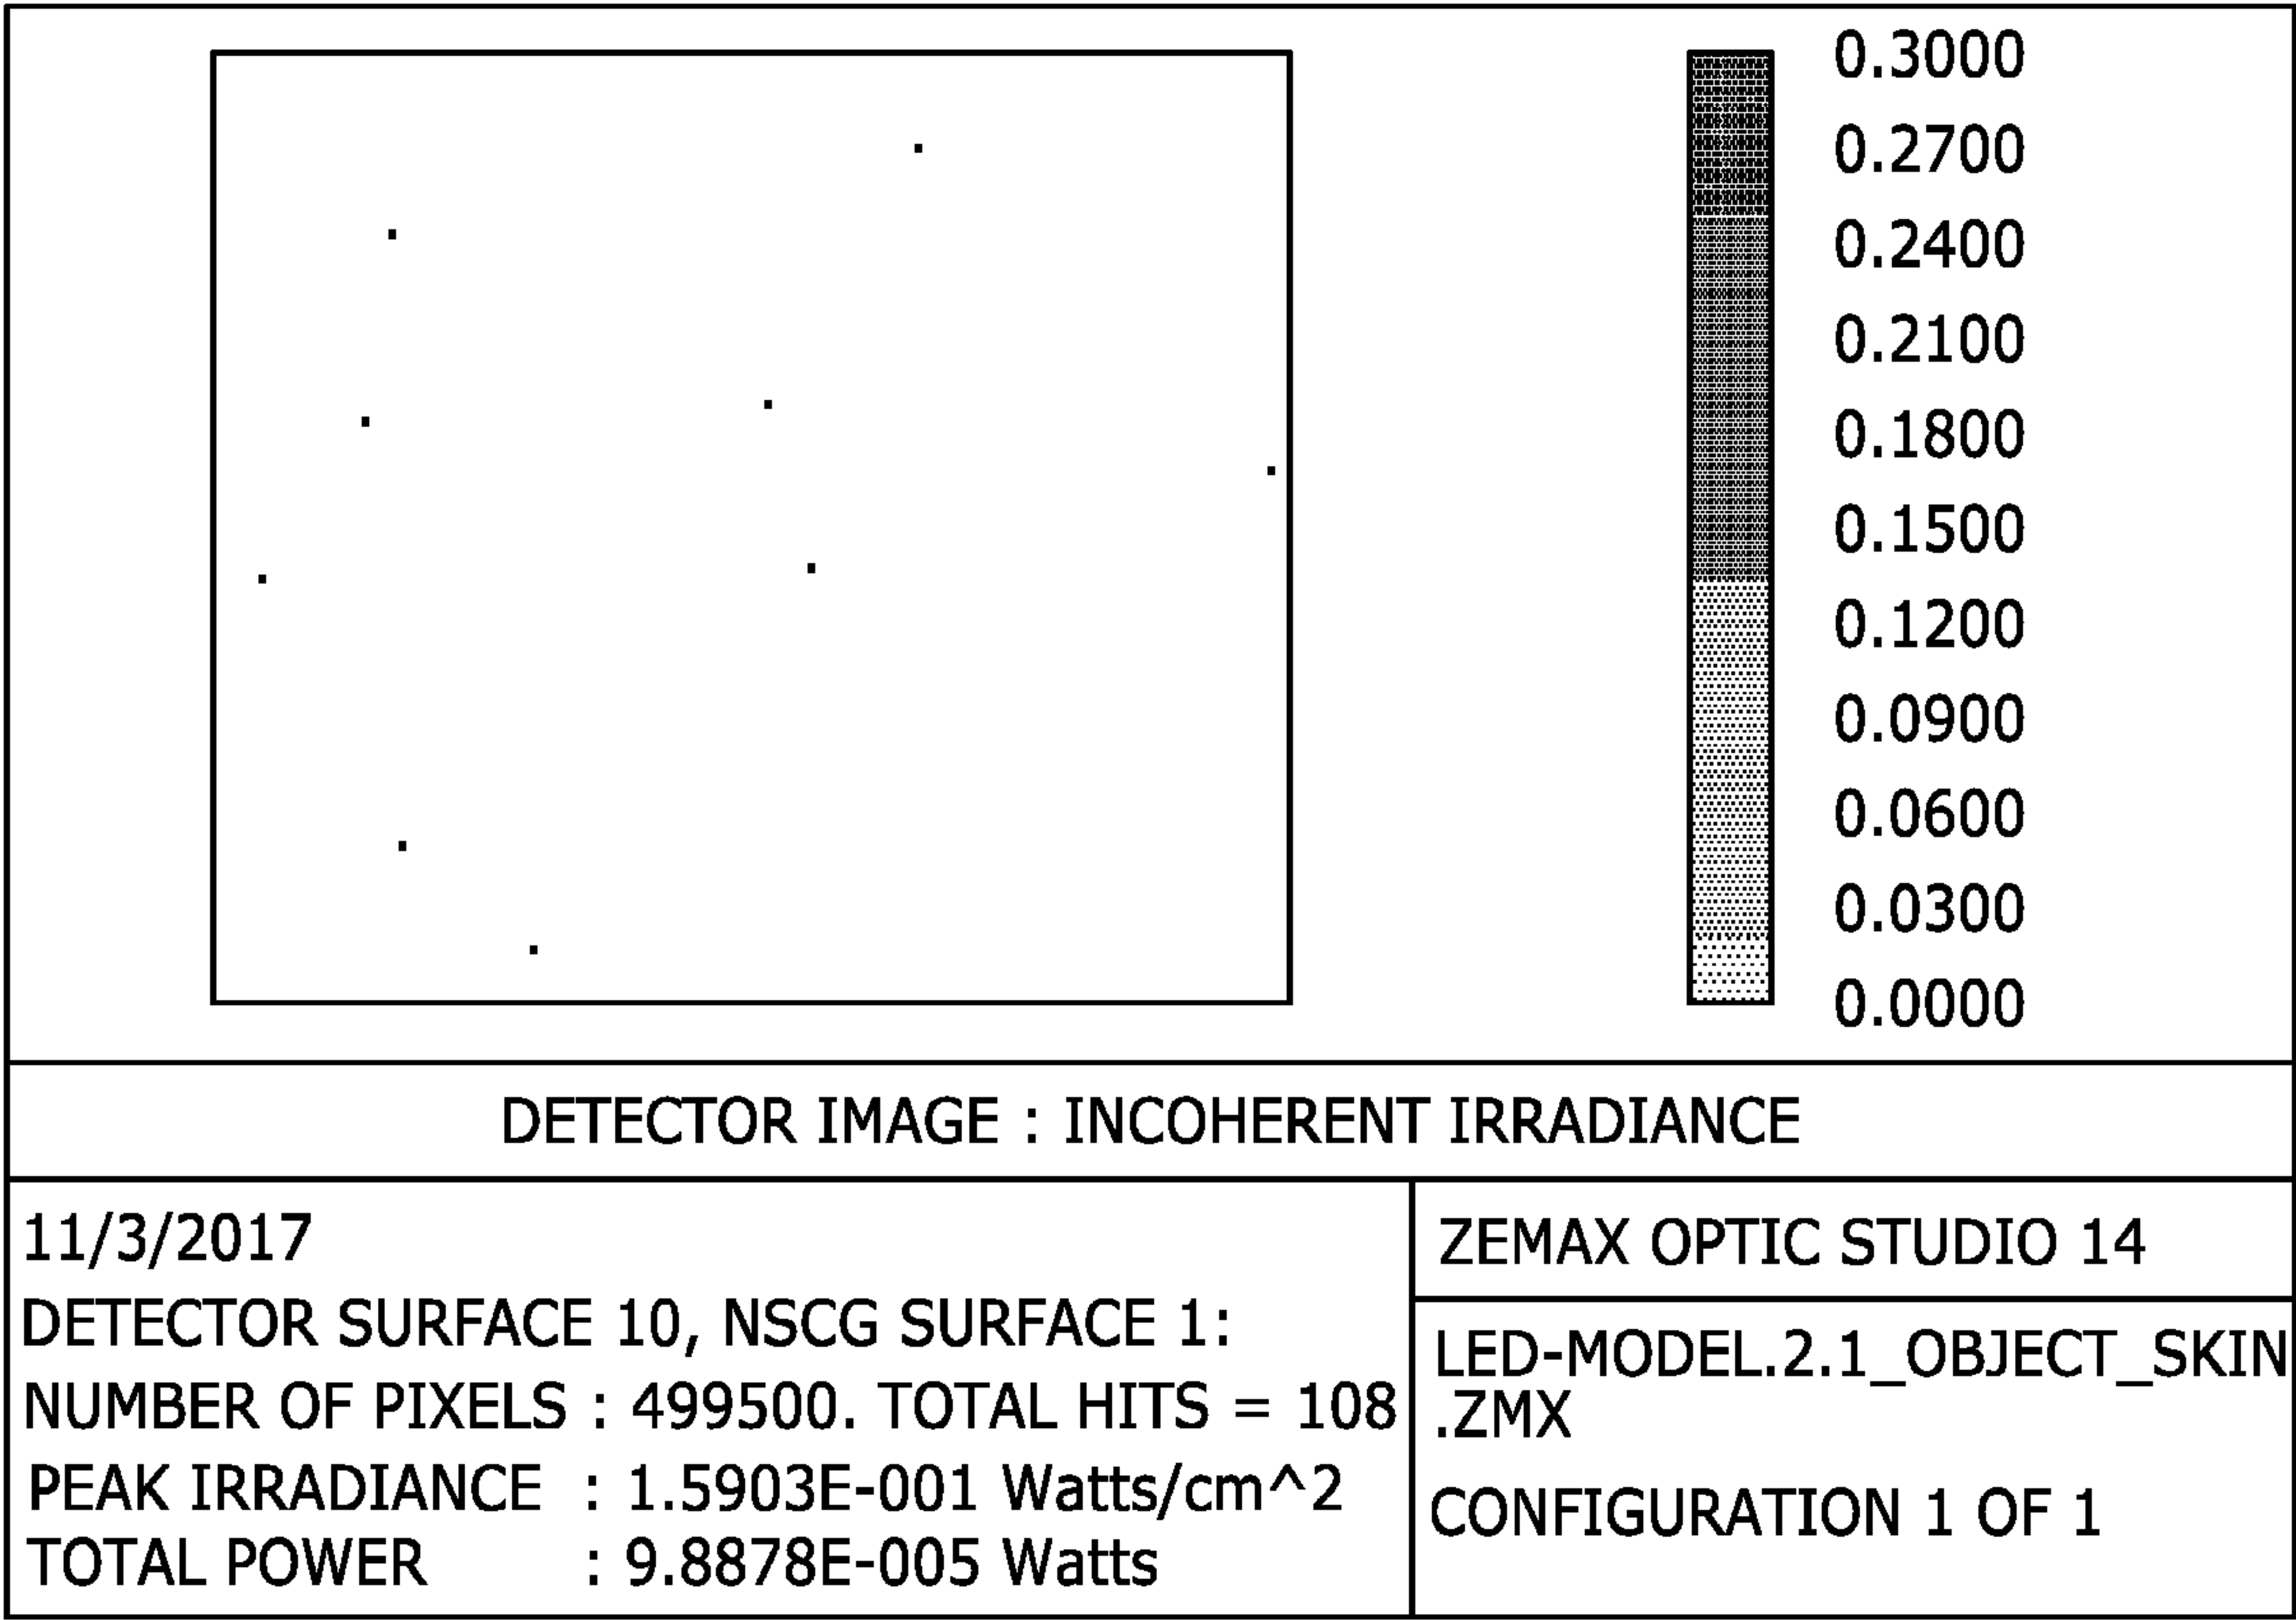 0.3000
0.2700
0.2400
0.2100
0.1800
0.1500
0.1200
0.0900
0.0600
0.0300
0.0000
DETECTOR IMAGE : INCOHERENT IRRADIANCE
11/3/2017
DETECTOR SURFACE 10, NSCG SURFACE 1:
NUMBER OF PIXELS : 499500. TOTAL HITS = 108
PEAK IRRADIANCE : 1.5903E-001 Watts/cm^2
TOTAL POWER : 9.8878E-005 Watts
ZEMAX OPTIC STUDIO 14
LED-MODEL.2.1_OBJECT_SKIN
.ZMX
CONFIGURATION 1 OF 1